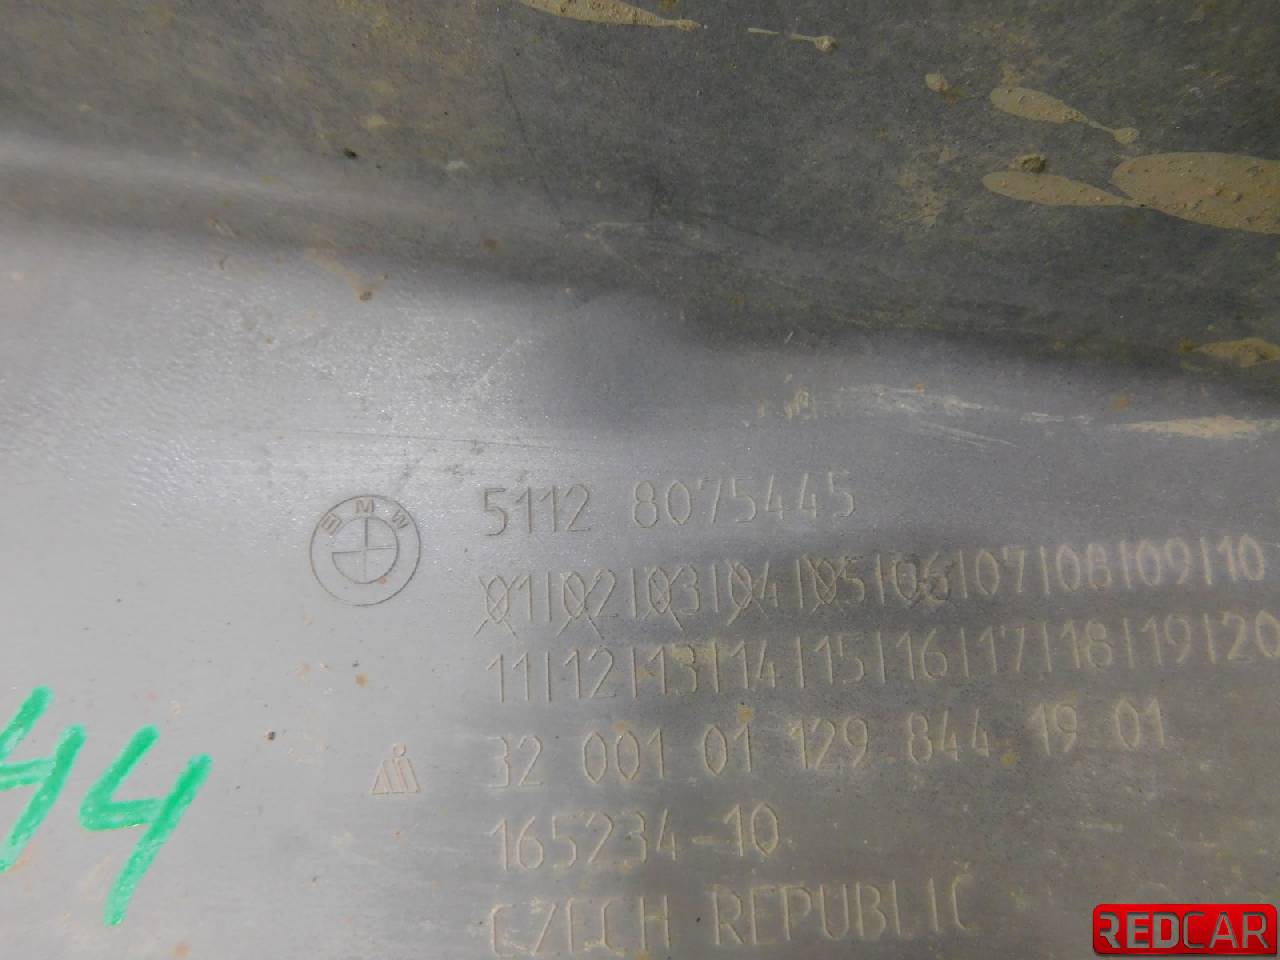 BMW
5112 8075445
01|02|03|04|05|06|07|08|09|10
11|12|13|14|15|16|17|18|19|20
32 001 01 129 844 19 01
165234-10
CZECH REPUBLIC
44
REDCAR